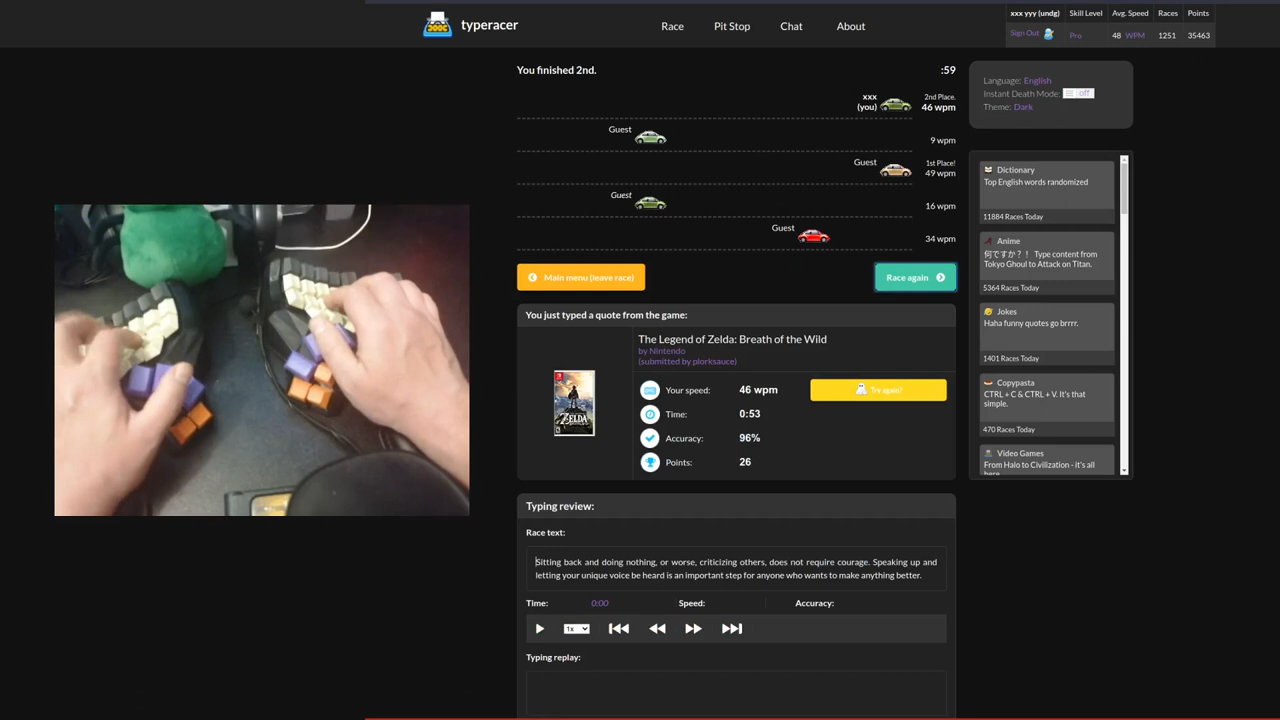 typeracer
Race
Pit Stop
Chat
About
xxx yyy (undg) Skill Level Avg. Speed Races Points
Sign Out Pro 48 WPM 1251 35463
You finished 2nd. :59
xxx
(you)
2nd Place.
46 wpm
Guest
9 wpm
Guest
1st Place!
49 wpm
Guest
16 wpm
Guest
34 wpm
Main menu (leave race)
Race again
You just typed a quote from the game:
The Legend of Zelda: Breath of the Wild
by Nintendo
(submitted by plorksauce)
ZELDA
Your speed: 46 wpm
Try again?
Time: 0:53
Accuracy: 96%
Points: 26
Typing review:
Race text:
Sitting back and doing nothing, or worse, criticizing others, does not require courage. Speaking up and
letting your unique voice be heard is an important step for anyone who wants to make anything better.
Time: 0:00 Speed: Accuracy:
1x
Typing replay:
Language: English
Instant Death Mode: off
Theme: Dark
Dictionary
Top English words randomized
11884 Races Today
Anime
何ですか？！ Type content from
Tokyo Ghoul to Attack on Titan.
5364 Races Today
Jokes
Haha funny quotes go brrrr.
1401 Races Today
Copypasta
CTRL + C & CTRL + V. It's that
simple.
470 Races Today
Video Games
From Halo to Civilization - it's all
here.